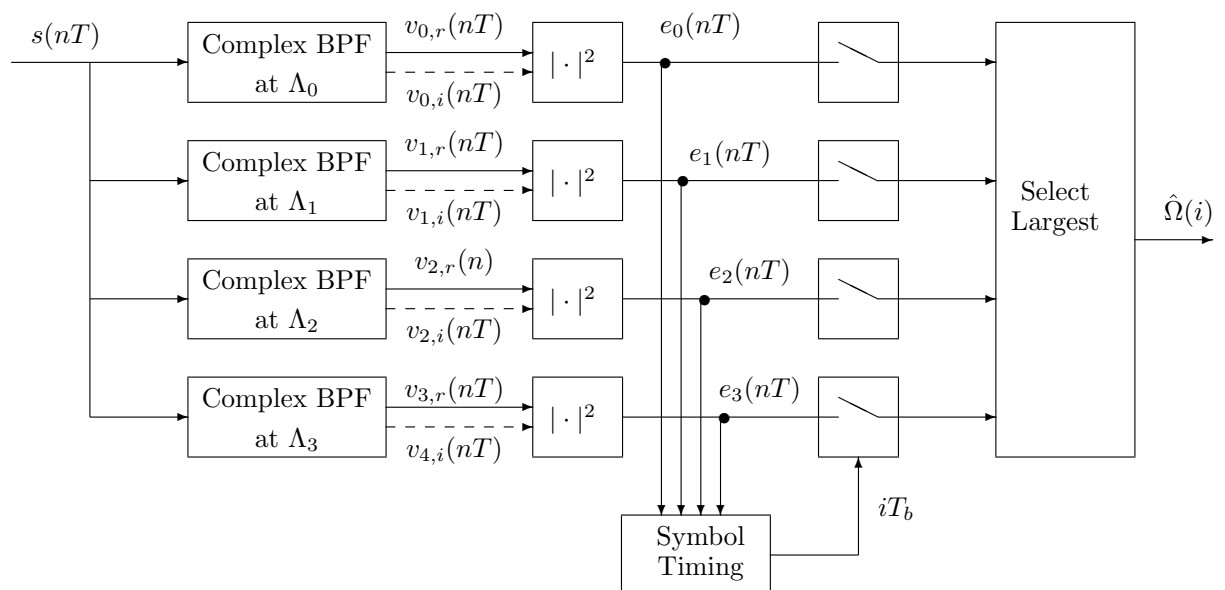 s(nT)
Complex BPF
at Λ₀
v₀,ᵣ(nT)
v₀,ᵢ(nT)
| · |²
e₀(nT)
Complex BPF
at Λ₁
v₁,ᵣ(nT)
v₁,ᵢ(nT)
| · |²
e₁(nT)
Complex BPF
at Λ₂
v₂,ᵣ(n)
v₂,ᵢ(nT)
| · |²
e₂(nT)
Complex BPF
at Λ₃
v₃,ᵣ(nT)
v₄,ᵢ(nT)
| · |²
e₃(nT)
Select
Largest
Ω̂(i)
Symbol
Timing
iT_b